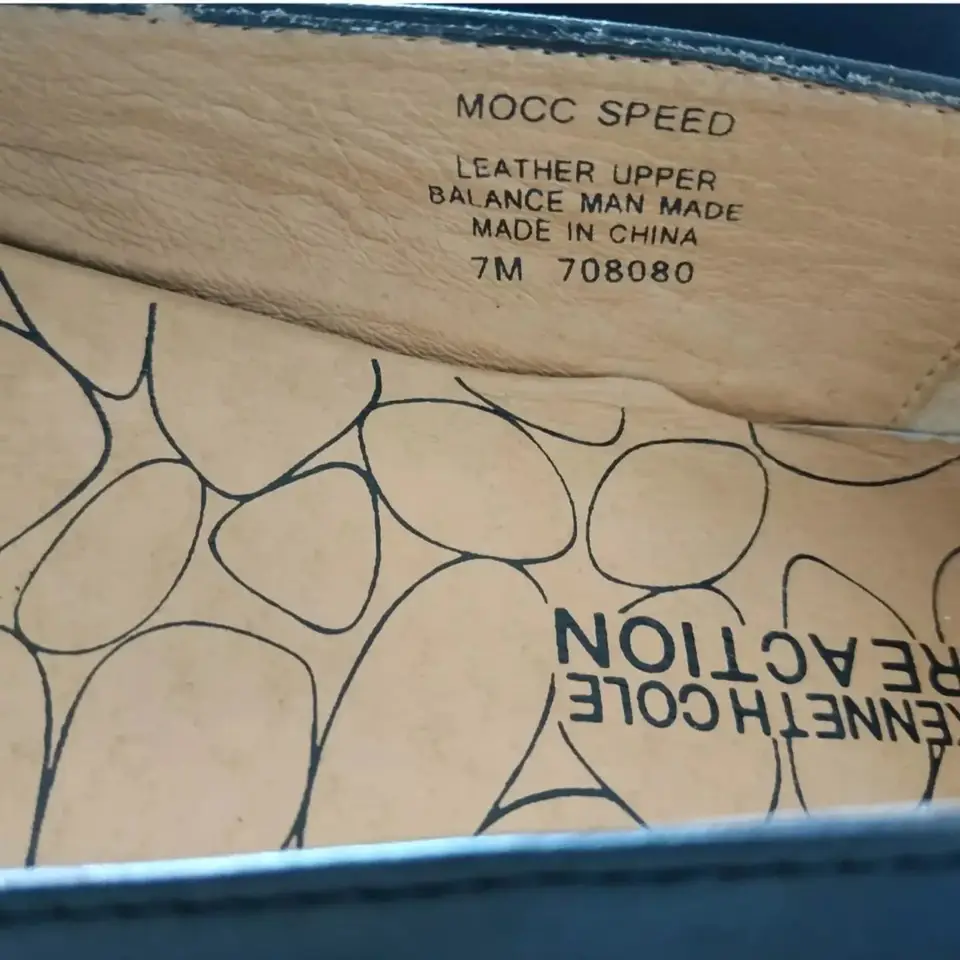 MOCC SPEED
LEATHER UPPER
BALANCE MAN MADE
MADE IN CHINA
7M 708080
KENNETH COLE
REACTION